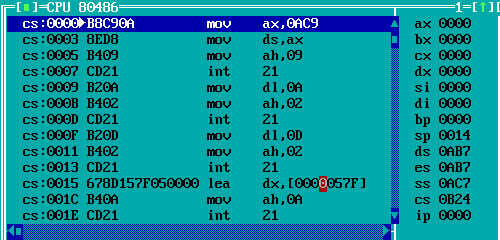 [■]=CPU 80486 1=[↑][
cs:0000▶B8C90A mov ax,0AC9 ax 0000
cs:0003 8ED8 mov ds,ax bx 0000
cs:0005 B409 mov ah,09 cx 0000
cs:0007 CD21 int 21 dx 0000
cs:0009 B20A mov dl,0A si 0000
cs:000B B402 mov ah,02 di 0000
cs:000D CD21 int 21 bp 0000
cs:000F B20D mov dl,0D sp 0014
cs:0011 B402 mov ah,02 ds 0AB7
cs:0013 CD21 int 21 es 0AB7
cs:0015 678D157F050000 lea dx,[0000057F] ss 0AC7
cs:001C B40A mov ah,0A cs 0B24
cs:001E CD21 int 21 ip 0000